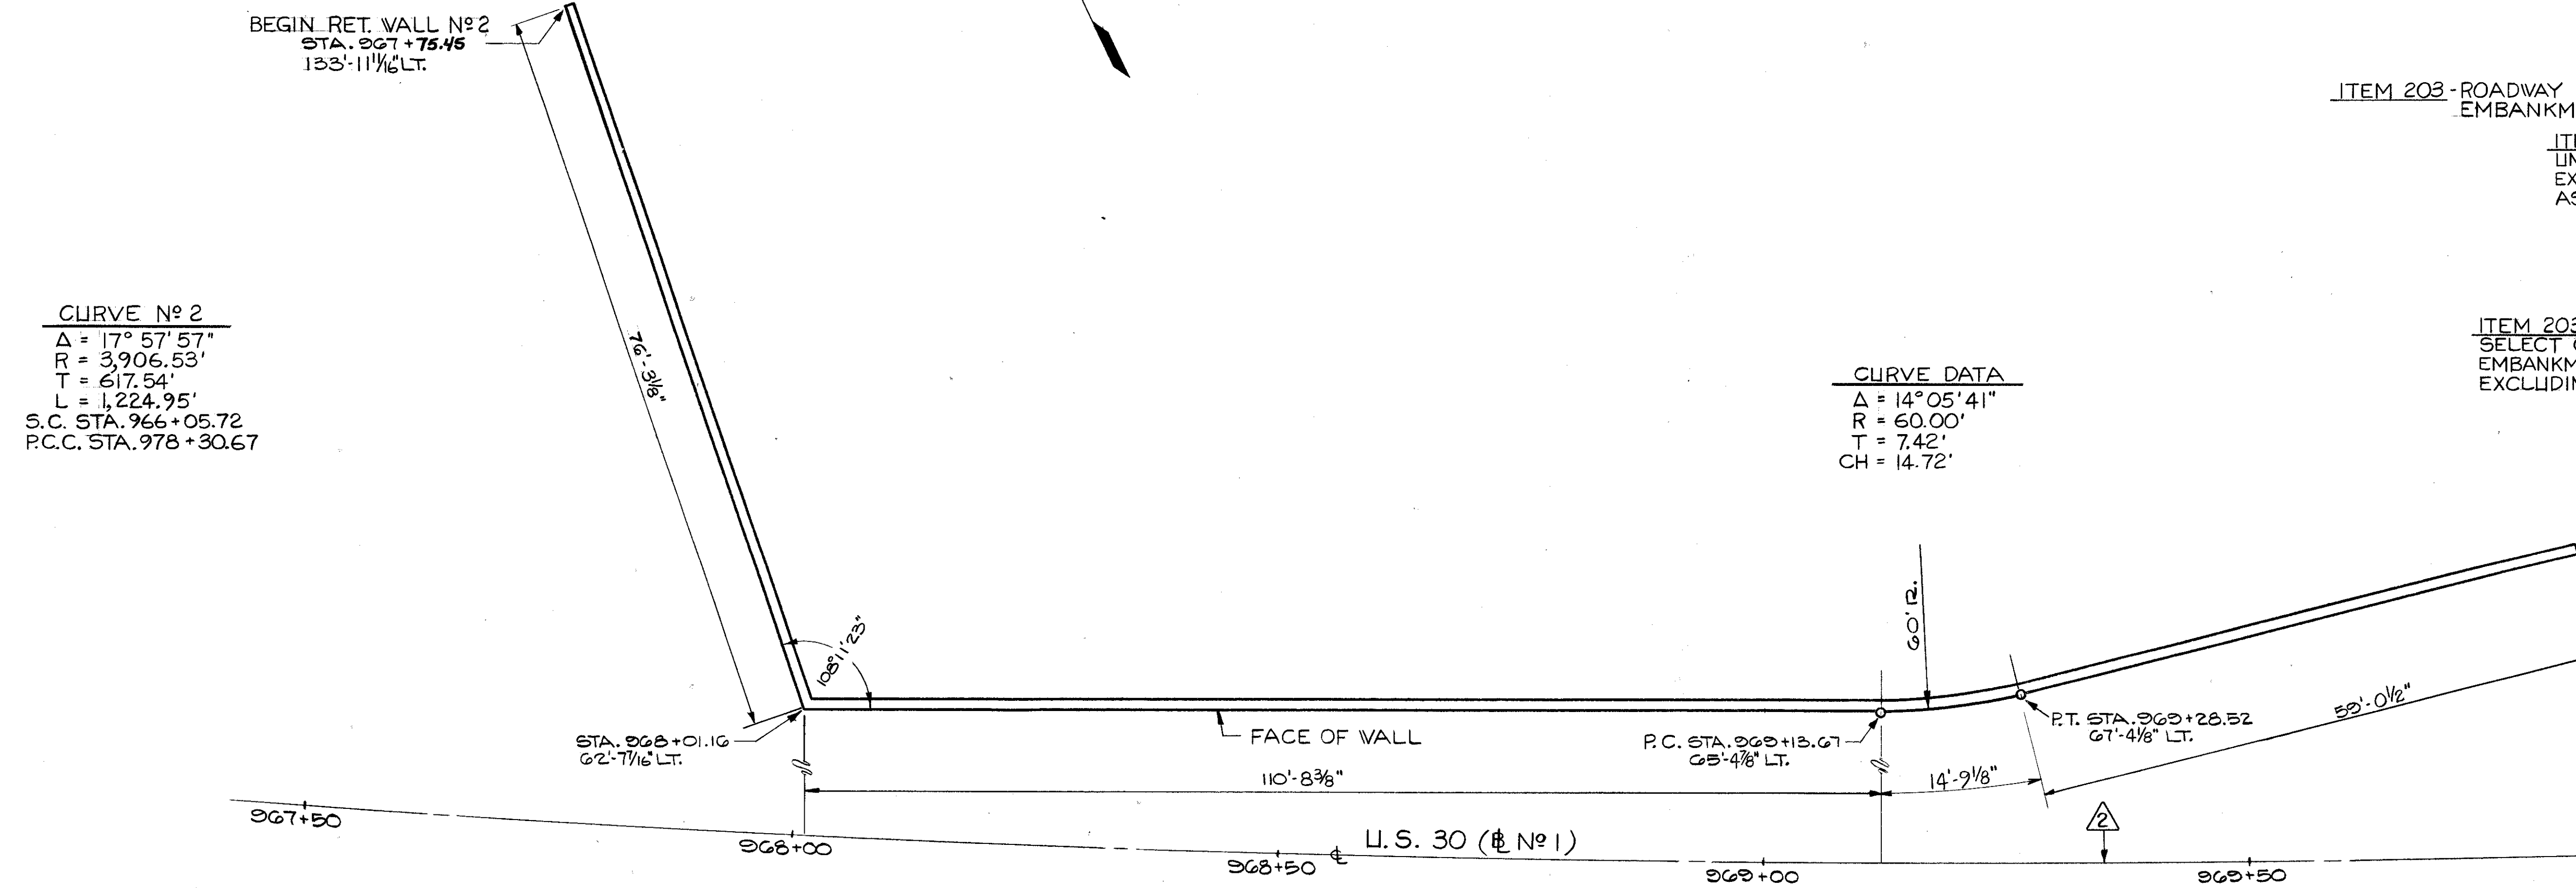 BEGIN RET. WALL Nº 2
STA. 967+75.45
133'-11 1/16" LT.
CURVE Nº 2
Δ = 17° 57' 57"
R = 3,906.53'
T = 617.54'
L = 1,224.95'
S.C. STA. 966+05.72
P.C.C. STA. 978+30.67
76'-3 1/8"
108°11'23"
STA. 968+01.16
62'-7 7/16" LT.
FACE OF WALL
110'-8 3/8"
CURVE DATA
Δ = 14°05'41"
R = 60.00'
T = 7.42'
CH = 14.72'
60' R.
P.C. STA. 969+13.67
65'-4 7/8" LT.
14'-9 1/8"
P.T. STA. 969+28.52
67'-4 1/8" LT.
59'-0 1/2"
ITEM 203 - ROADWAY
EMBANKM
ITE
UN
EX
AS
ITEM 203
SELECT
EMBANKM
EXCLUDIN
2
967+50
968+00
968+50
℄ U.S. 30 (BL Nº 1)
969+00
969+50